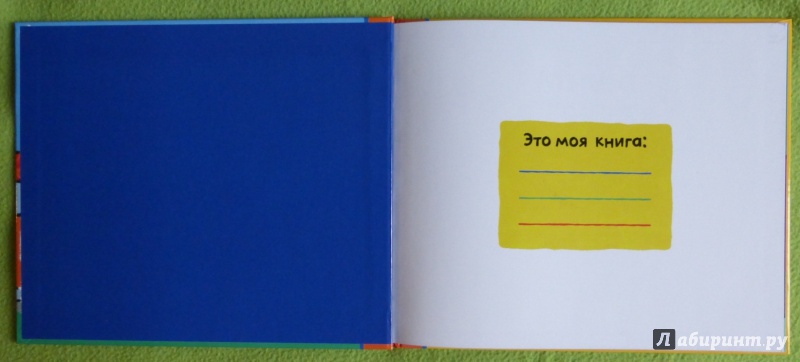 Это моя книга:
Лабиринт.ру